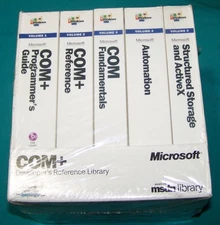 VOLUME 1
VOLUME 2
VOLUME 3
VOLUME 4
VOLUME 5
Microsoft
Microsoft
Microsoft
Microsoft
Microsoft
COM+
Programmer's
Guide
COM+
Reference
COM
Fundamentals
Automation
Structured Storage
and ActiveX
COM+
Developer's Reference Library
Microsoft
msdn library